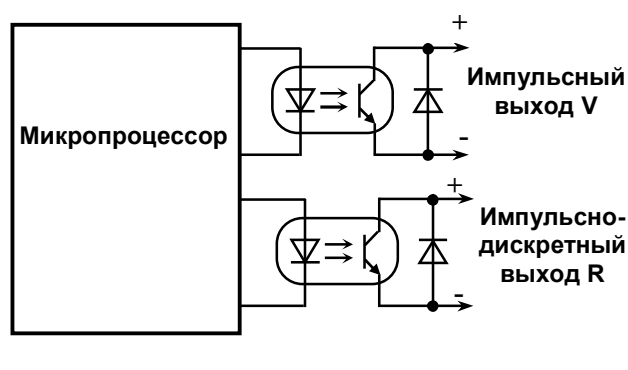 Микропроцессор
+
Импульсный
выход V
-
+
Импульсно-
дискретный
выход R
-